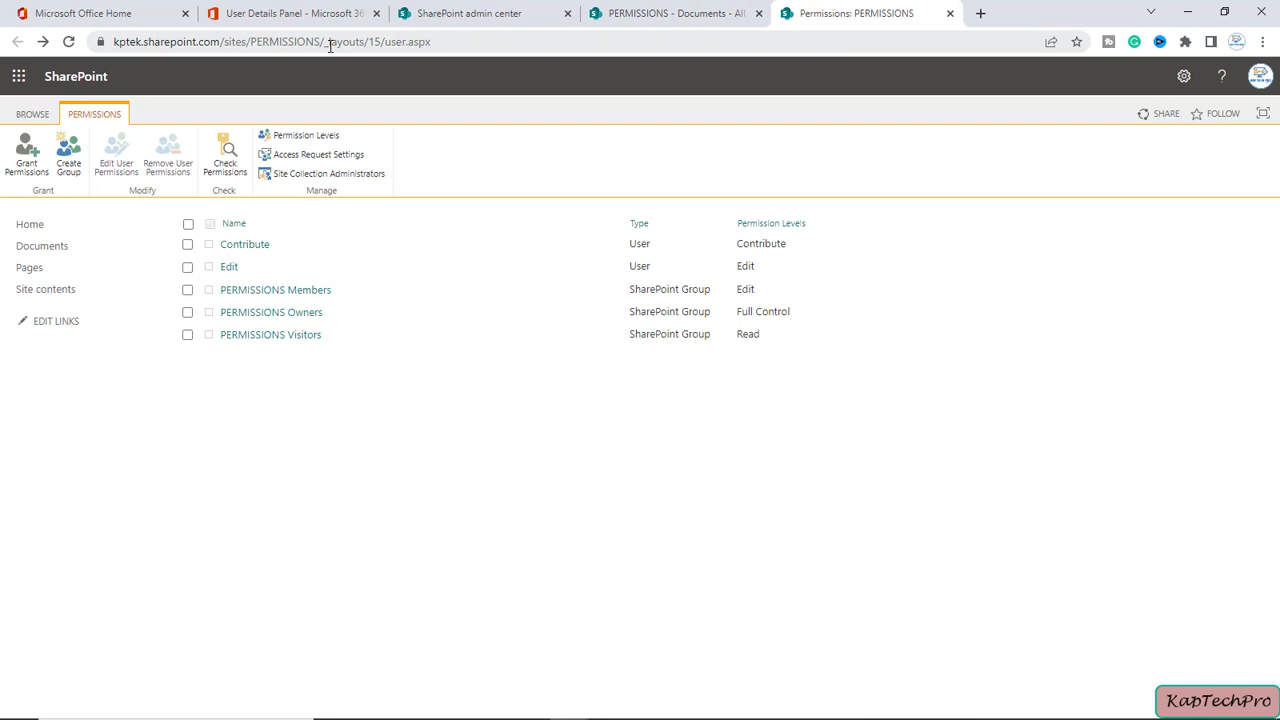 Microsoft Office Home
User Details Panel - Microsoft 36
SharePoint admin center
PERMISSIONS - Documents - All
Permissions: PERMISSIONS
kptek.sharepoint.com/sites/PERMISSIONS/_layouts/15/user.aspx
SharePoint
BROWSE
PERMISSIONS
SHARE
FOLLOW
Grant Permissions
Create Group
Edit User Permissions
Remove User Permissions
Check Permissions
Permission Levels
Access Request Settings
Site Collection Administrators
Grant
Modify
Check
Manage
Home
Documents
Pages
Site contents
EDIT LINKS
Name Type Permission Levels
Contribute User Contribute
Edit User Edit
PERMISSIONS Members SharePoint Group Edit
PERMISSIONS Owners SharePoint Group Full Control
PERMISSIONS Visitors SharePoint Group Read
KapTechPro